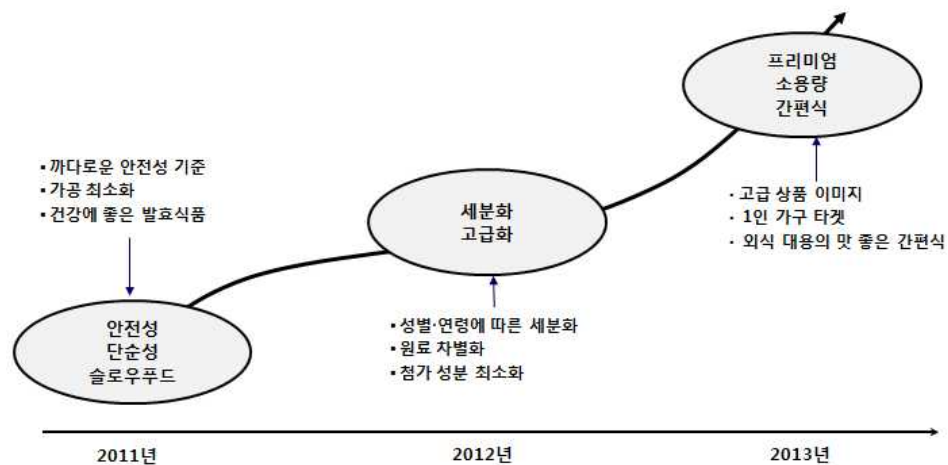 프리미엄
소용량
간편식
▪ 까다로운 안전성 기준
▪ 가공 최소화
▪ 건강에 좋은 발효식품
세분화
고급화
· 고급 상품 이미지
· 1인 가구 타겟
· 외식 대용의 맛 좋은 간편식
안전성
단순성
슬로우푸드
▪ 성별·연령에 따른 세분화
▪ 원료 차별화
▪ 첨가 성분 최소화
2011년
2012년
2013년